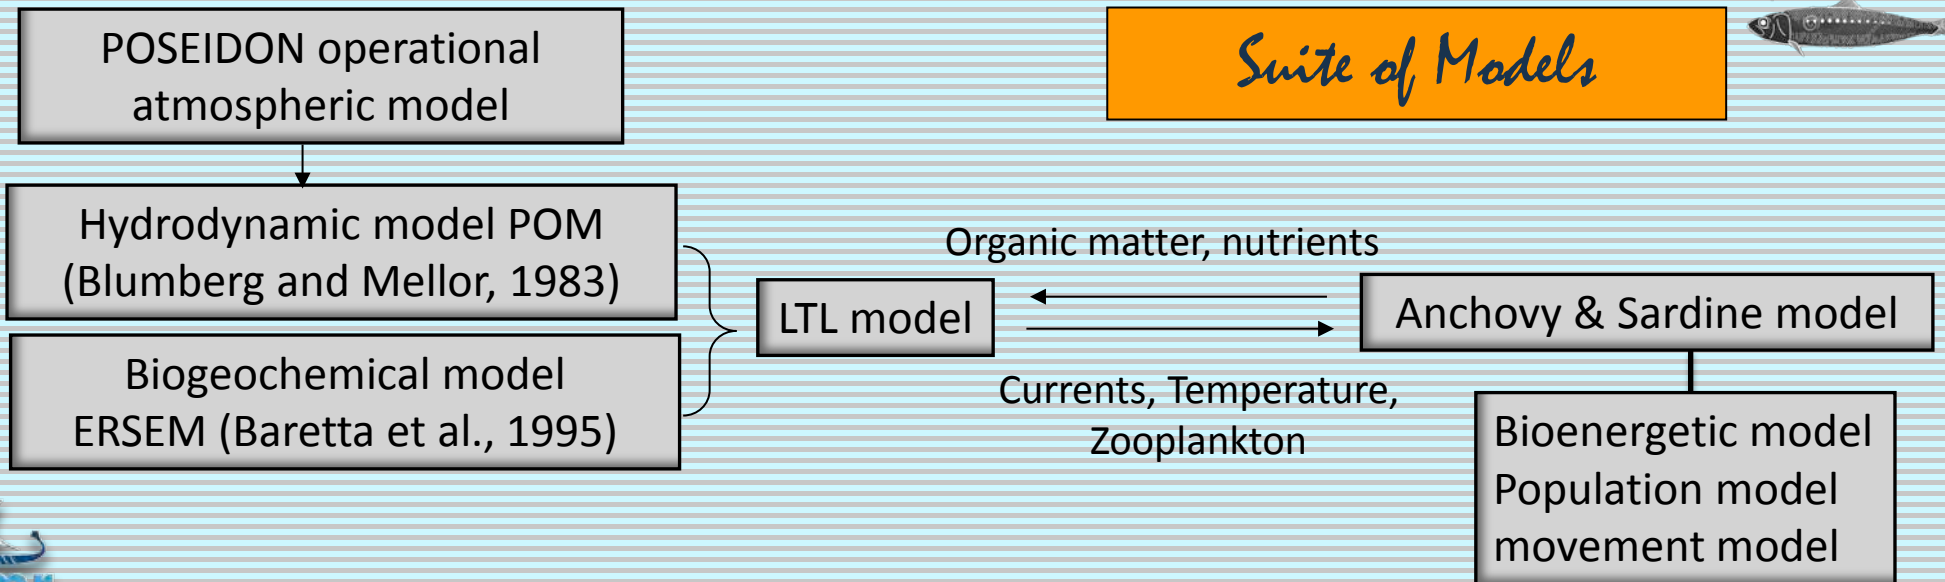 POSEIDON operational
atmospheric model
Suite of Models
Hydrodynamic model POM
(Blumberg and Mellor, 1983)
Biogeochemical model
ERSEM (Baretta et al., 1995)
LTL model
Organic matter, nutrients
Currents, Temperature,
Zooplankton
Anchovy & Sardine model
Bioenergetic model
Population model
movement model